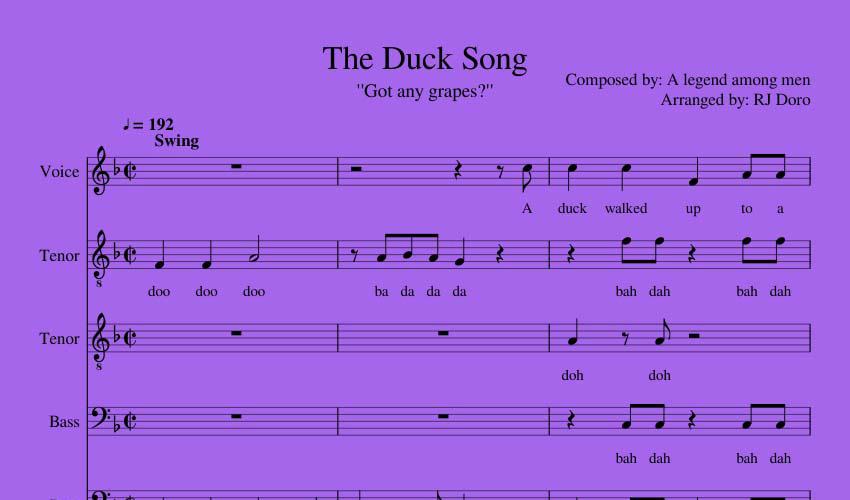 The Duck Song
"Got any grapes?"
Composed by: A legend among men
Arranged by: RJ Doro
♩ = 192
Swing
Voice
A duck walked up to a
Tenor
8
doo doo doo ba da da da bah dah bah dah
Tenor
8
doh doh
Bass
bah dah bah dah